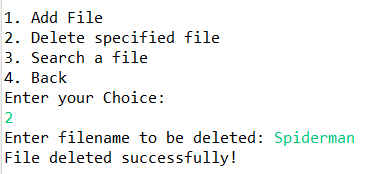 1. Add File
2. Delete specified file
3. Search a file
4. Back
Enter your Choice:
2
Enter filename to be deleted: Spiderman
File deleted successfully!